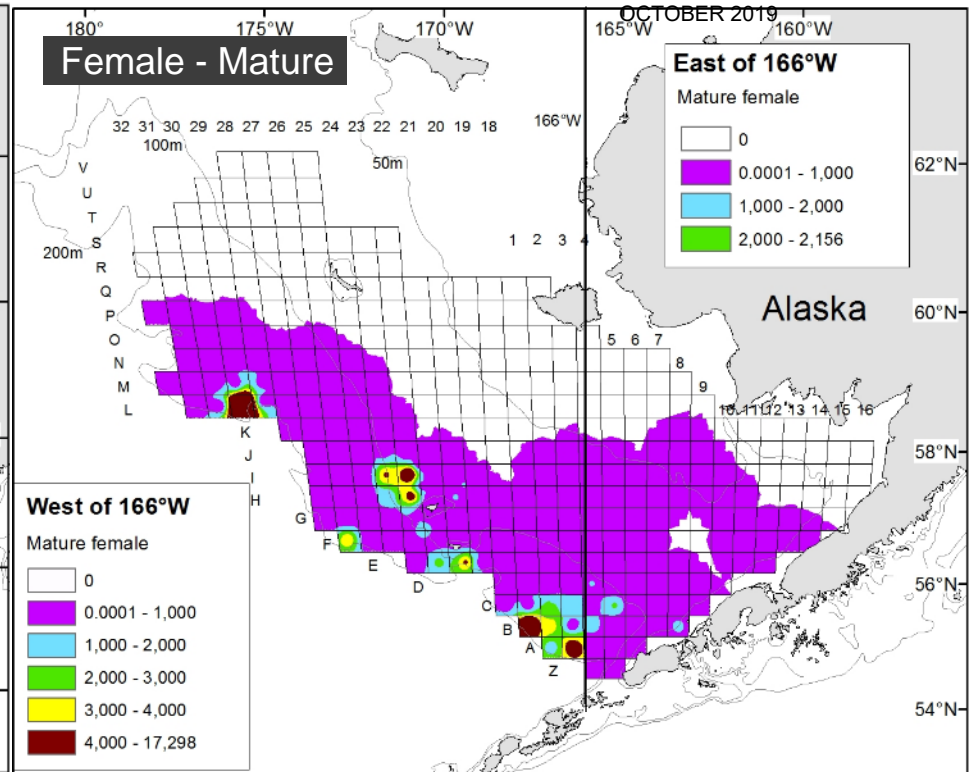 OCTOBER 2019
180° 175°W 170°W 165°W 160°W
Female - Mature
East of 166°W
Mature female
0
0.0001 - 1,000
1,000 - 2,000
2,000 - 2,156
32 31 30 29 28 27 26 25 24 23 22 21 20 19 18
166°W
100m
50m
62°N
V
U
T
S
200m
R
Q
P
O
N
M
L
1 2 3 4
Alaska
60°N
5 6 7
8
9
10 11 12 13 14 15 16
K
J
I
H
G
F
E
D
C
B
A
Z
58°N
56°N
54°N
West of 166°W
Mature female
0
0.0001 - 1,000
1,000 - 2,000
2,000 - 3,000
3,000 - 4,000
4,000 - 17,298